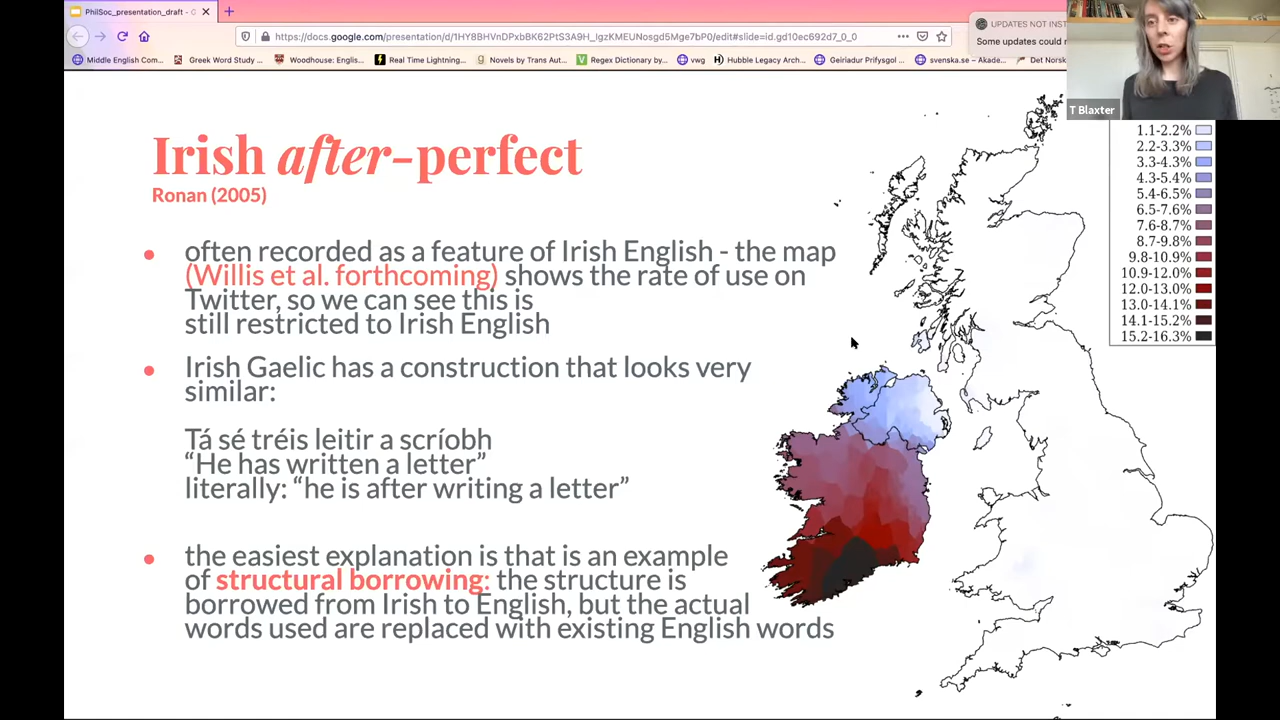 PhilSoc_presentation_draft - G
UPDATES NOT INST
Some updates could n
https://docs.google.com/presentation/d/1HY8BHVnDPxbBK62PtS3A9H_lgzKMEUNosgd5Mge7bP0/edit#slide=id.gd10ec692d7_0_0
Middle English Com...
Greek Word Study ...
Woodhouse: Englis...
Real Time Lightning...
Novels by Trans Aut...
Regex Dictionary by...
vwg
Hubble Legacy Arch...
Geiriadur Prifysgol ...
svenska.se – Akade...
Det Norsk
T Blaxter
Irish after-perfect
Ronan (2005)
• often recorded as a feature of Irish English - the map
(Willis et al. forthcoming) shows the rate of use on
Twitter, so we can see this is
still restricted to Irish English
• Irish Gaelic has a construction that looks very
similar:
Tá sé tréis leitir a scríobh
“He has written a letter”
literally: “he is after writing a letter”
• the easiest explanation is that is an example
of structural borrowing: the structure is
borrowed from Irish to English, but the actual
words used are replaced with existing English words
1.1-2.2%
2.2-3.3%
3.3-4.3%
4.3-5.4%
5.4-6.5%
6.5-7.6%
7.6-8.7%
8.7-9.8%
9.8-10.9%
10.9-12.0%
12.0-13.0%
13.0-14.1%
14.1-15.2%
15.2-16.3%